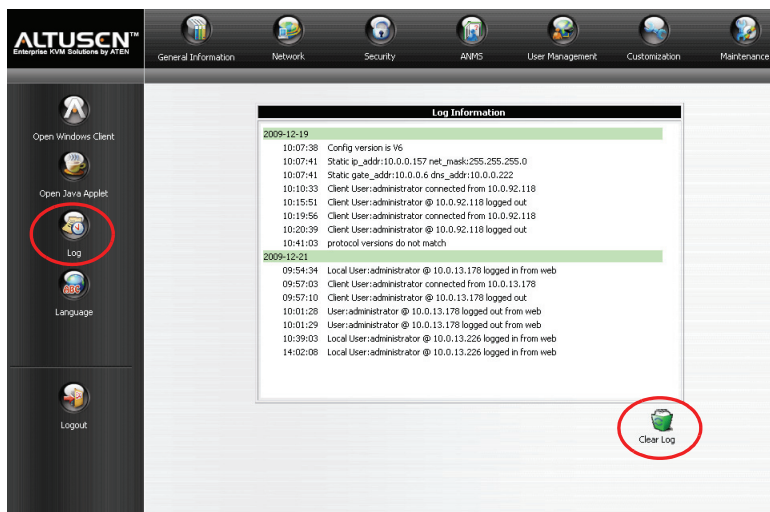 ALTUSEN™
Enterprise KVM Solutions by ATEN
General Information
Network
Security
ANMS
User Management
Customization
Maintenance
Open Windows Client
Open Java Applet
Log
ABC
Language
Logout
Log Information
2009-12-19
10:07:38 Config version is V6
10:07:41 Static ip_addr:10.0.0.157 net_mask:255.255.255.0
10:07:41 Static gate_addr:10.0.0.6 dns_addr:10.0.0.222
10:10:33 Client User:administrator connected from 10.0.92.118
10:15:51 Client User:administrator @ 10.0.92.118 logged out
10:19:56 Client User:administrator connected from 10.0.92.118
10:20:39 Client User:administrator @ 10.0.92.118 logged out
10:41:03 protocol versions do not match
2009-12-21
09:54:34 Local User:administrator @ 10.0.13.178 logged in from web
09:57:03 Client User:administrator connected from 10.0.13.178
09:57:10 Client User:administrator @ 10.0.13.178 logged out
10:01:28 User:administrator @ 10.0.13.178 logged out from web
10:01:29 User:administrator @ 10.0.13.178 logged out from web
10:39:03 Local User:administrator @ 10.0.13.226 logged in from web
14:02:08 Local User:administrator @ 10.0.13.226 logged in from web
Clear Log